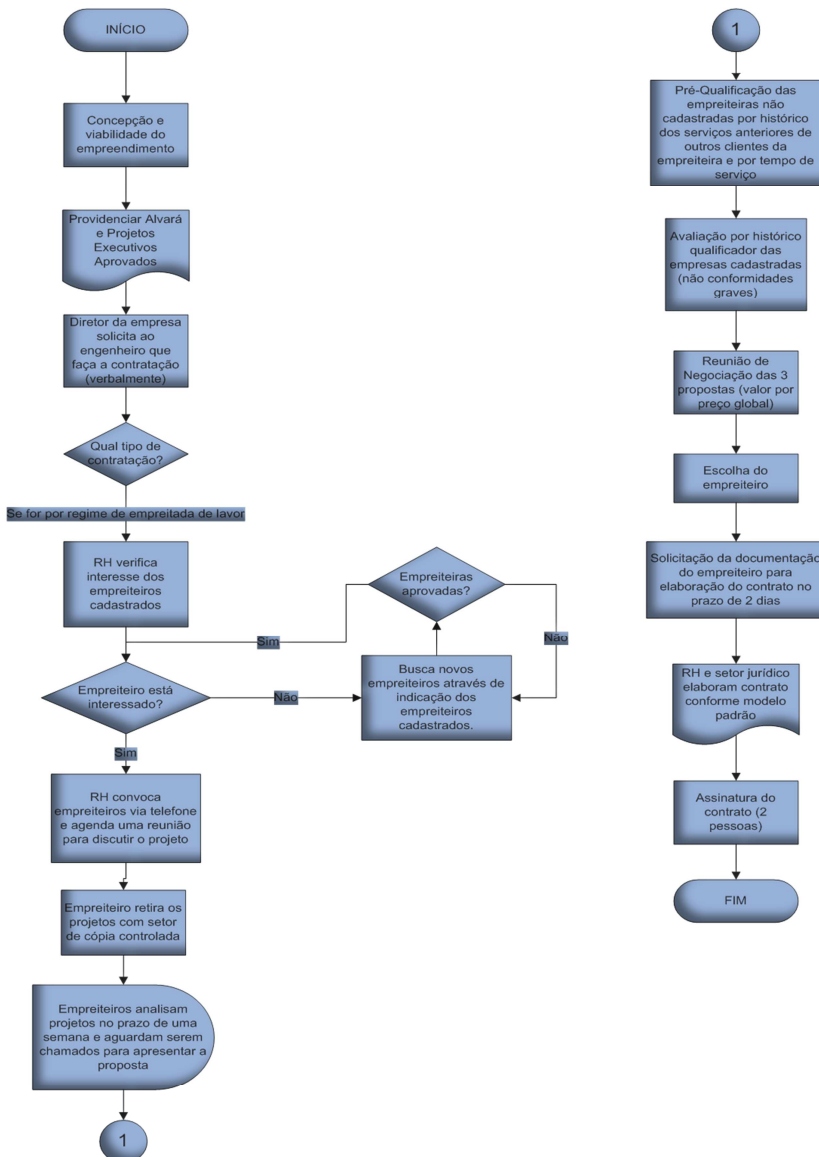 INÍCIO
Concepção e
viabilidade do
empreendimento
Providenciar Alvará
e Projetos
Executivos
Aprovados
Diretor da empresa
solicita ao
engenheiro que
faça a contratação
(verbalmente)
Qual tipo de
contratação?
Se for por regime de empreitada de lavor
RH verifica
interesse dos
empreiteiros
cadastrados
Empreiteiro está
interessado?
Sim
Não
Busca novos
empreiteiros através de
indicação dos
empreiteiros
cadastrados.
Empreiteiras
aprovadas?
Sim
Não
RH convoca
empreiteiros via telefone
e agenda uma reunião
para discutir o projeto
Empreiteiro retira os
projetos com setor
de cópia controlada
Empreiteiros analisam
projetos no prazo de uma
semana e aguardam serem
chamados para apresentar a
proposta
1
1
Pré-Qualificação das
empreiteiras não
cadastradas por histórico
dos serviços anteriores de
outros clientes da
empreiteira e por tempo de
serviço
Avaliação por histórico
qualificador das
empresas cadastradas
(não conformidades
graves)
Reunião de
Negociação das 3
propostas (valor por
preço global)
Escolha do
empreiteiro
Solicitação da documentação
do empreiteiro para
elaboração do contrato no
prazo de 2 dias
RH e setor jurídico
elaboram contrato
conforme modelo
padrão
Assinatura do
contrato (2
pessoas)
FIM